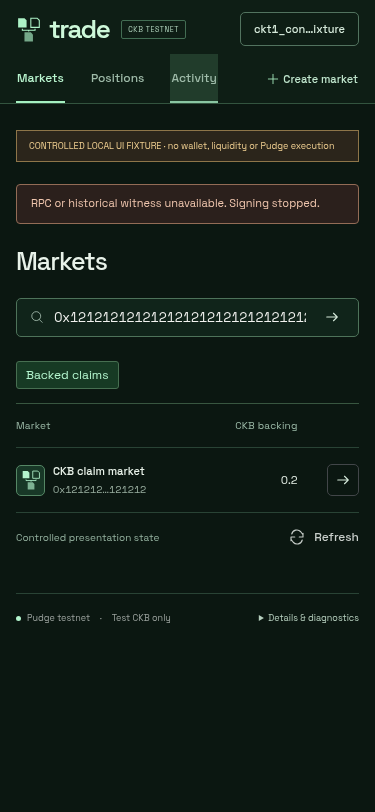 trade
CKB TESTNET
ckt1_con...ixture
Markets
Positions
Activity
Create market
CONTROLLED LOCAL UI FIXTURE · no wallet, liquidity or Pudge execution
RPC or historical witness unavailable. Signing stopped.
Markets
Backed claims
Market
CKB backing
CKB claim market
0x121212...121212
0.2
Controlled presentation state
Refresh
Pudge testnet · Test CKB only
Details & diagnostics